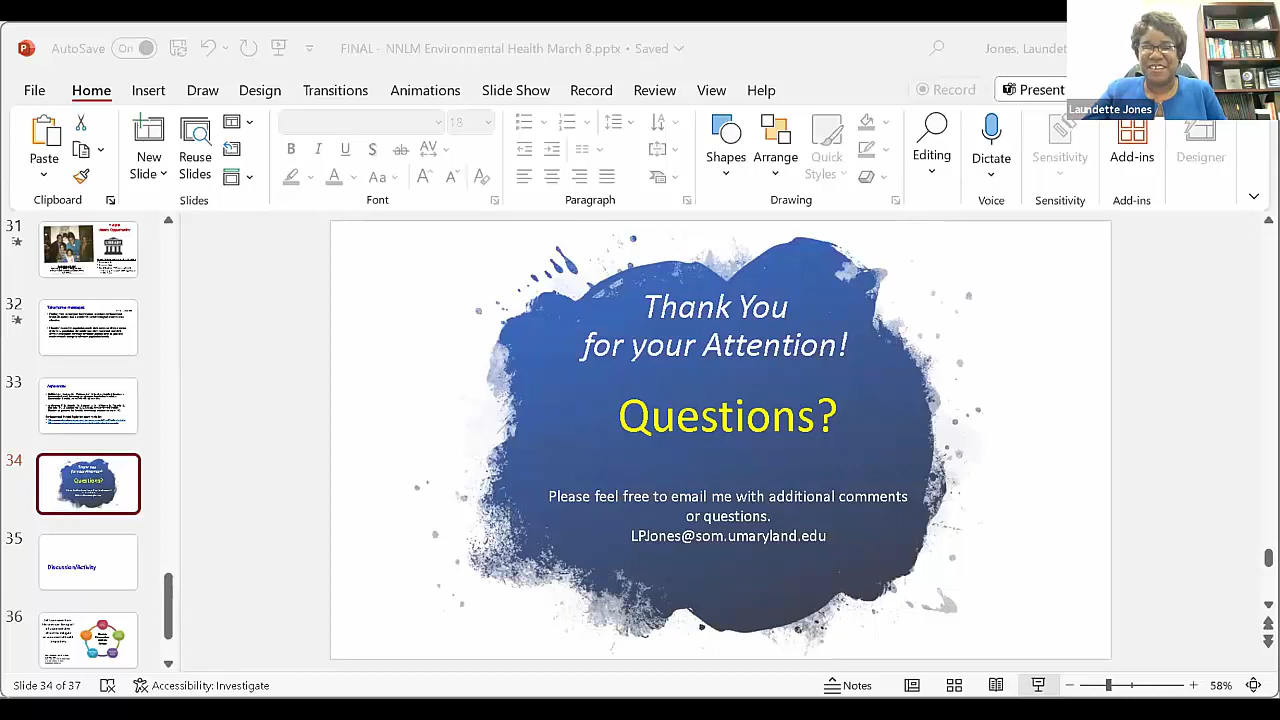 AutoSave On FINAL - NNLM Environmental Health March 8.pptx • Saved Jones, Laundet
File Home Insert Draw Design Transitions Animations Slide Show Record Review View Help Record Present
Laundette Jones
18
Paste New Slide Reuse Slides Shapes Arrange Quick Styles Editing Dictate Sensitivity Add-ins Designer
Clipboard Slides Font Paragraph Drawing Voice Sensitivity Add-ins
31
32
33
34
35
Discussion/Activity
36
Thank You
for your Attention!
Questions?
Please feel free to email me with additional comments
or questions.
LPJones@som.umaryland.edu
Slide 34 of 37 Accessibility: Investigate Notes 58%